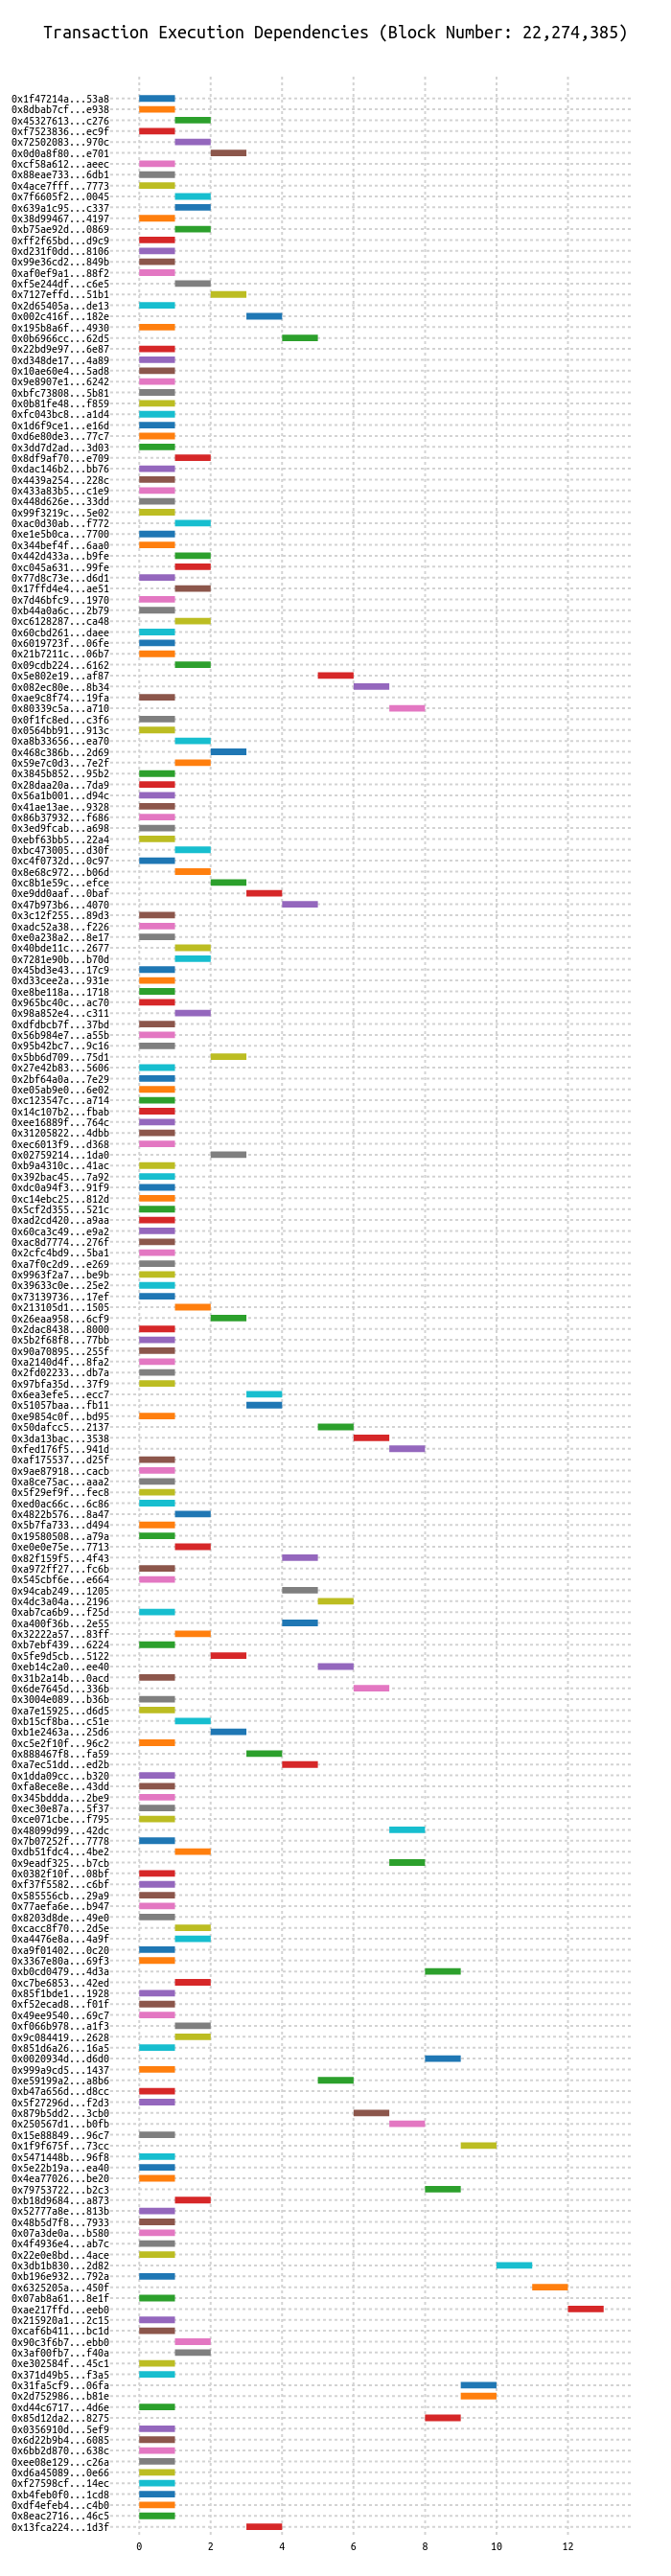 Transaction Execution Dependencies (Block Number: 22,274,385)
0x1f47214a...53a8
0x8dbab7cf...e938
0x45327613...c276
0xf7523836...ec9f
0x72502083...970c
0x0d0a8f80...e701
0xcf58a612...aeec
0x88eae733...6db1
0x4ace7fff...7773
0x7f6605f2...0045
0x639a1c95...c337
0x38d99467...4197
0xb75ae92d...0869
0xff2f65bd...d9c9
0xd231f0dd...8106
0x99e36cd2...849b
0xaf0ef9a1...88f2
0xf5e244df...c6e5
0x7127effd...51b1
0x2d65405a...de13
0x002c416f...182e
0x195b8a6f...4930
0x0b6966cc...62d5
0x22bd9e97...6e87
0xd348de17...4a89
0x10ae60e4...5ad8
0x9e8907e1...6242
0xbfc73808...5b81
0x0b81fe48...f859
0xfc043bc8...a1d4
0x1d6f9ce1...e16d
0xd6e80de3...77c7
0x3dd7d2ad...3d03
0x8df9af70...e709
0xdac146b2...bb76
0x4439a254...228c
0x433a83b5...c1e9
0x448d626e...33dd
0x99f3219c...5e02
0xac0d30ab...f772
0xe1e5b0ca...7700
0x344bef4f...6aa0
0x442d433a...b9fe
0xc045a631...99fe
0x77d8c73e...d6d1
0x17ffd4e4...ae51
0x7d46bfc9...1970
0xb44a0a6c...2b79
0xc6128287...ca48
0x60cbd261...daee
0x6019723f...06fe
0x21b7211c...06b7
0x09cdb224...6162
0x5e802e19...af87
0x082ec80e...8b34
0xae9c8f74...19fa
0x80339c5a...a710
0x0f1fc8ed...c3f6
0x0564bb91...913c
0xa8b33656...ea70
0x468c386b...2d69
0x59e7c0d3...7e2f
0x3845b852...95b2
0x28daa20a...7da9
0x56a1b001...d94c
0x41ae13ae...9328
0x86b37932...f686
0x3ed9fcab...a698
0xebf63bb5...22a4
0xbc473005...d30f
0xc4f0732d...0c97
0x8e68c972...b06d
0xc8b1e59c...efce
0xe9dd0aaf...0baf
0x47b973b6...4070
0x3c12f255...89d3
0xadc52a38...f226
0xe0a238a2...8e17
0x40bde11c...2677
0x7281e90b...b70d
0x45bd3e43...17c9
0xd33cee2a...931e
0xe8be118a...1718
0x965bc40c...ac70
0x98a852e4...c311
0xdfdbcb7f...37bd
0x56b984e7...a55b
0x95b42bc7...9c16
0x5bb6d709...75d1
0x27e42b83...5606
0x2bf64a0a...7e29
0xe05ab9e0...6e02
0xc123547c...a714
0x14c107b2...fbab
0xee16889f...764c
0x31205822...4dbb
0xec6013f9...d368
0x02759214...1da0
0xb9a4310c...41ac
0x392bac45...7a92
0xdc0a94f3...91f9
0xc14ebc25...812d
0x5cf2d355...521c
0xad2cd420...a9aa
0x60ca3c49...e9a2
0xac8d7774...276f
0x2cfc4bd9...5ba1
0xa7f0c2d9...e269
0x9963f2a7...be9b
0x39633c0e...25e2
0x73139736...17ef
0x213105d1...1505
0x26eaa958...6cf9
0x2dac8438...8000
0x5b2f68f8...77bb
0x90a70895...255f
0xa2140d4f...8fa2
0x2fd02233...db7a
0x97bfa35d...37f9
0x6ea3efe5...ecc7
0x51057baa...fb11
0xe9854c0f...bd95
0x50dafcc5...2137
0x3da13bac...3538
0xfed176f5...941d
0xaf175537...d25f
0x9ae87918...cacb
0xa8ce75ac...aaa2
0x5f29ef9f...fec8
0xed0ac66c...6c86
0x4822b576...8a47
0x5b7fa733...d494
0x19580508...a79a
0xe0e0e75e...7713
0x82f159f5...4f43
0xa972ff27...fc6b
0x545cbf6e...e664
0x94cab249...1205
0x4dc3a04a...2196
0xab7ca6b9...f25d
0xa400f36b...2e55
0x32222a57...83ff
0xb7ebf439...6224
0x5fe9d5cb...5122
0xeb14c2a0...ee40
0x31b2a14b...0acd
0x6de7645d...336b
0x3004e089...b36b
0xa7e15925...d6d5
0xb15cf8ba...c51e
0xb1e2463a...25d6
0xc5e2f10f...96c2
0x888467f8...fa59
0xa7ec51dd...ed2b
0x1dda09cc...b320
0xfa8ece8e...43dd
0x345bddda...2be9
0xec30e87a...5f37
0xce071cbe...f795
0x48099d99...42dc
0x7b07252f...7778
0xdb51fdc4...4be2
0x9eadf325...b7cb
0x0382f10f...08bf
0xf37f5582...c6bf
0x585556cb...29a9
0x77aefa6e...b947
0x8203d8de...49e0
0xcacc8f70...2d5e
0xa4476e8a...4a9f
0xa9f01402...0c20
0x3367e80a...69f3
0xb0cd0479...4d3a
0xc7be6853...42ed
0x85f1bde1...1928
0xf52ecad8...f01f
0x49ee9540...69c7
0xf066b978...a1f3
0x9c084419...2628
0x851d6a26...16a5
0x0020934d...d6d0
0x999a9cd5...1437
0xe59199a2...a8b6
0xb47a656d...d8cc
0x5f27296d...f2d3
0x879b5dd2...3cb0
0x250567d1...b0fb
0x15e88849...96c7
0x1f9f675f...73cc
0x5471448b...96f8
0x5e22b19a...ea40
0x4ea77026...be20
0x79753722...b2c3
0xb18d9684...a873
0x52777a8e...813b
0x48b5d7f8...7933
0x07a3de0a...b580
0x4f4936e4...ab7c
0x22e0e8bd...4ace
0x3db1b830...2d82
0xb196e932...792a
0x6325205a...450f
0x07ab8a61...8e1f
0xae217ffd...eeb0
0x215920a1...2c15
0xcaf6b411...bc1d
0x90c3f6b7...ebb0
0x3af00fb7...f40a
0xe302584f...45c1
0x371d49b5...f3a5
0x31fa5cf9...06fa
0x2d752986...b81e
0xd44c6717...4d6e
0x85d12da2...8275
0x0356910d...5ef9
0x6d22b9b4...6085
0x6bb2d870...638c
0xee08e129...c26a
0xd6a45089...0e66
0xf27598cf...14ec
0xb4feb0f0...1cd8
0xdf4efeb4...c4b0
0x8eac2716...46c5
0x13fca224...1d3f
0 2 4 6 8 10 12